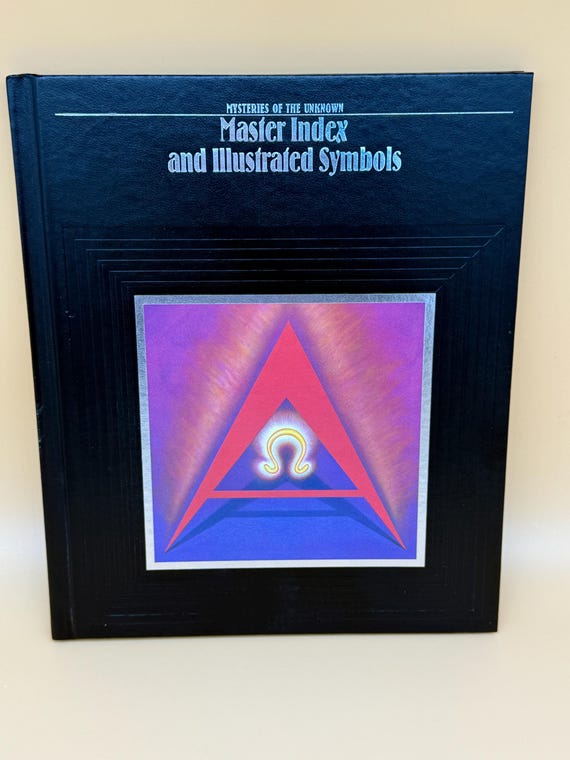 MYSTERIES OF THE UNKNOWN
Master Index
and Illustrated Symbols